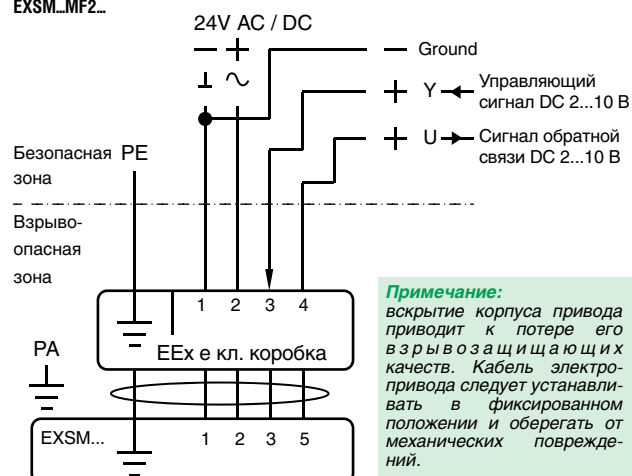 EXSM...MF2...
24V AC / DC
Ground
Y
Управляющий
сигнал DC 2...10 В
U
Сигнал обратной
связи DC 2...10 В
Безопасная
зона
PE
Взрыво-
опасная
зона
1 2 3 4
EEx e кл. коробка
PA
EXSM...
1 2 3 5
Примечание:
вскрытие корпуса привода
приводит к потере его
взрывозащищающих
качеств. Кабель электро-
привода следует устанавли-
вать в фиксированном
положении и оберегать от
механических поврежде-
ний.